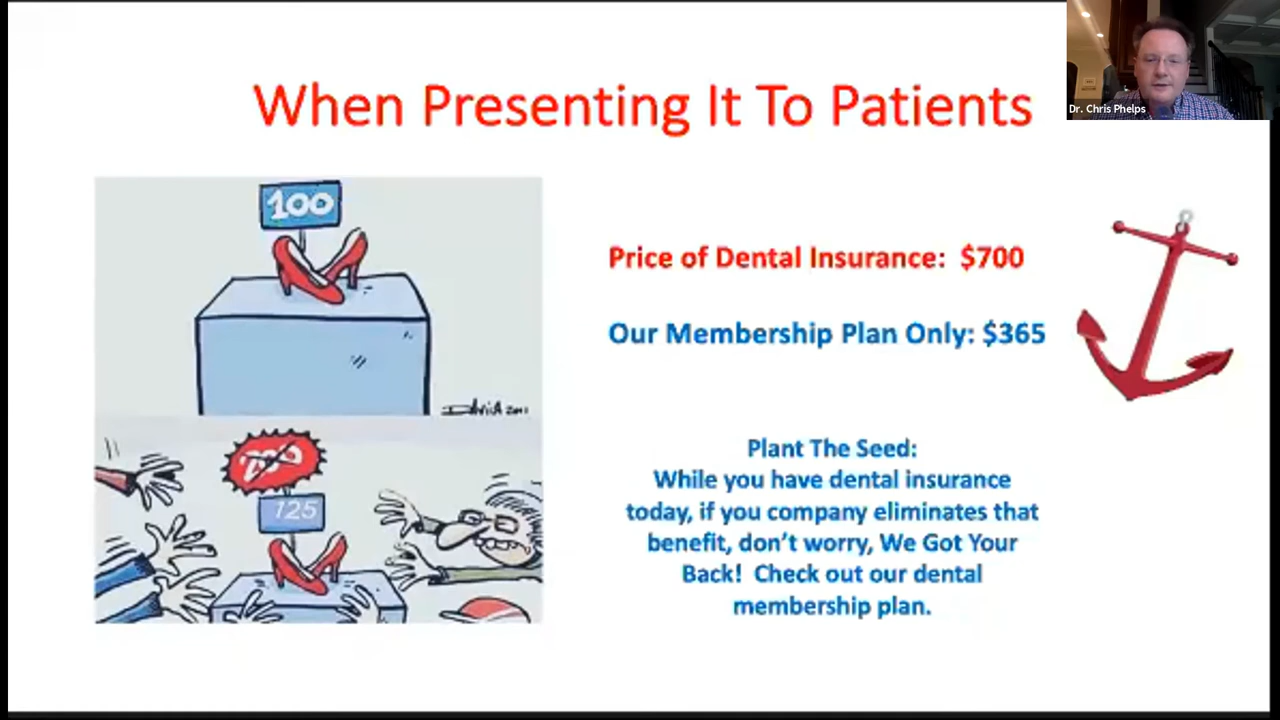 When Presenting It To Patients
Dr. Chris Phelps
100
Price of Dental Insurance: $700
Our Membership Plan Only: $365
125
Plant The Seed:
While you have dental insurance
today, if you company eliminates that
benefit, don't worry, We Got Your
Back! Check out our dental
membership plan.